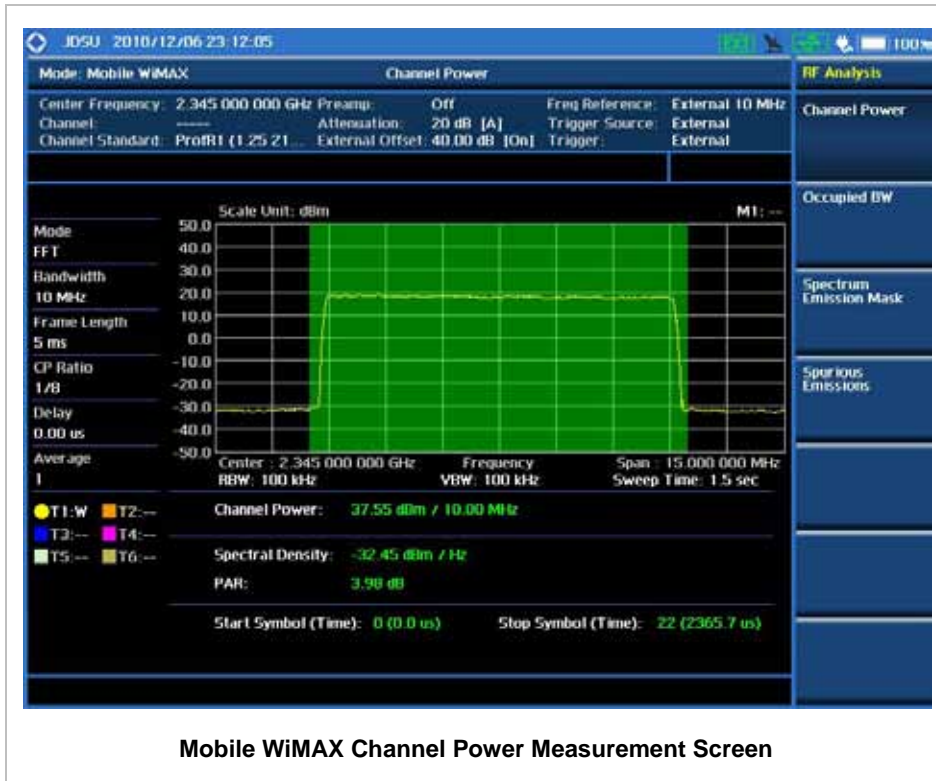 JDSU 2010/12/06 23:12:05
100%
Mode: Mobile WiMAX Channel Power
RF Analysis
Center Frequency: 2.345 000 000 GHz Preamp: Off Freq Reference: External 10 MHz
Channel: ----- Attenuation: 20 dB [A] Trigger Source: External
Channel Standard: ProfR1 (1.25 21... External Offset: 40.00 dB [On] Trigger: External
Channel Power
Occupied BW
Spectrum
Emission Mask
Spurious
Emissions
Scale Unit: dBm M1: --
Mode
FFT
Bandwidth
10 MHz
Frame Length
5 ms
CP Ratio
1/8
Delay
0.00 us
Average
1
T1:W T2:--
T3:-- T4:--
T5:-- T6:--
50.0
40.0
30.0
20.0
10.0
0.0
-10.0
-20.0
-30.0
-40.0
-50.0
Center : 2.345 000 000 GHz Frequency Span : 15.000 000 MHz
RBW: 100 kHz VBW: 100 kHz Sweep Time: 1.5 sec
Channel Power: 37.55 dBm / 10.00 MHz
Spectral Density: -32.45 dBm / Hz
PAR: 3.98 dB
Start Symbol (Time): 0 (0.0 us) Stop Symbol (Time): 22 (2365.7 us)
Mobile WiMAX Channel Power Measurement Screen